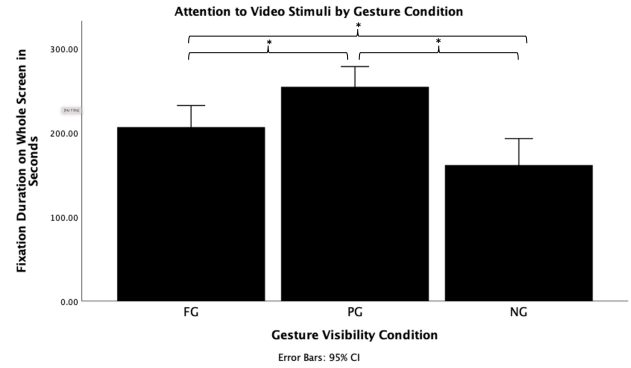 Attention to Video Stimuli by Gesture Condition
*
*
*
Fixation Duration on Whole Screen in
Seconds
300.00
200.00
100.00
0.00
FG
PG
NG
Gesture Visibility Condition
Error Bars: 95% CI